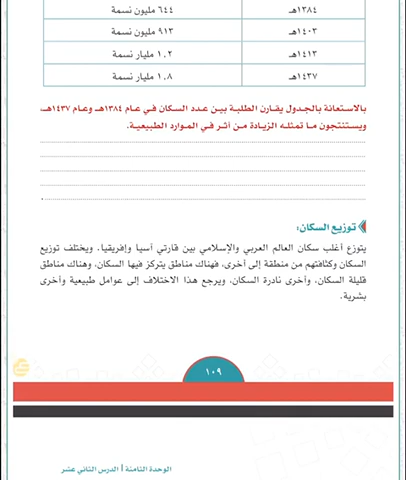 ١٣٨٤هـ ٦٤٤ مليون نسمة
١٤٠٣هـ ٩١٣ مليون نسمة
١٤١٣هـ ١.٢ مليار نسمة
١٤٣٧هـ ١.٨ مليار نسمة
بالاستعانة بالجدول يقارن الطلبة بين عدد السكان في عام ١٣٨٤هـ وعام ١٤٣٧هـ،
ويستنتجون ما تمثله الزيادة من أثر في الموارد الطبيعية.
توزيع السكان:
يتوزع أغلب سكان العالم العربي والإسلامي بين قارتي آسيا وإفريقيا، ويختلف توزيع
السكان وكثافتهم من منطقة إلى أخرى، فهناك مناطق يتركز فيها السكان، وهناك مناطق
قليلة السكان، وأخرى نادرة السكان، ويرجع هذا الاختلاف إلى عوامل طبيعية وأخرى
بشرية.
١٠٩
الوحدة الثامنة | الدرس الثاني عشر